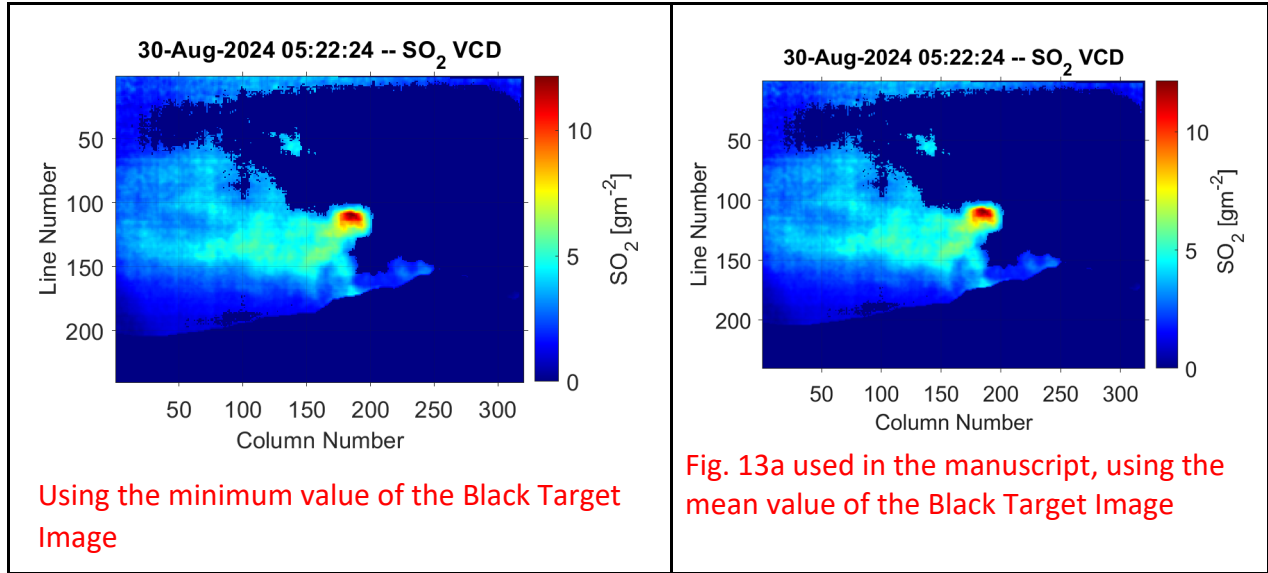 30-Aug-2024 05:22:24 -- SO2 VCD
Line Number
50
100
150
200
50 100 150 200 250 300
Column Number
10
5
0
SO2 [gm-2]
Using the minimum value of the Black Target
Image
30-Aug-2024 05:22:24 -- SO2 VCD
Line Number
50
100
150
200
50 100 150 200 250 300
Column Number
10
5
0
SO2 [gm-2]
Fig. 13a used in the manuscript, using the
mean value of the Black Target Image